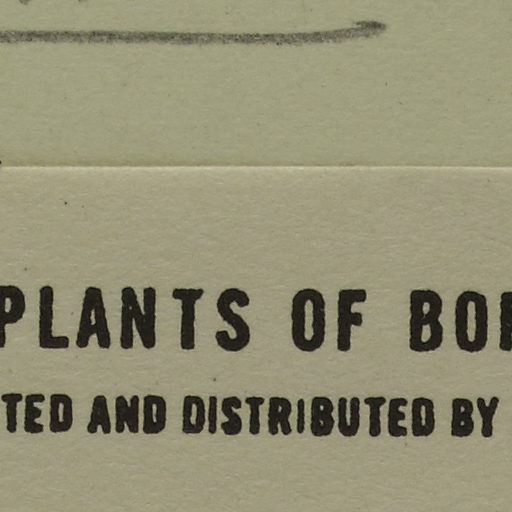 PLANTS OF BO
TED AND DISTRIBUTED BY